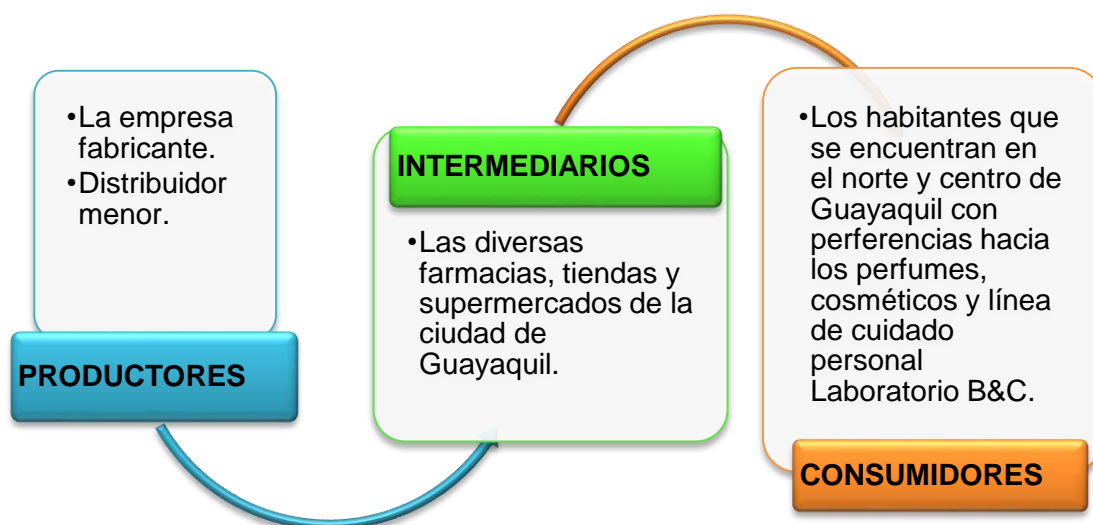 •La empresa
fabricante.
•Distribuidor
menor.
PRODUCTORES
INTERMEDIARIOS
•Las diversas
farmacias, tiendas y
supermercados de la
ciudad de
Guayaquil.
•Los habitantes que
se encuentran en
el norte y centro de
Guayaquil con
perferencias hacia
los perfumes,
cosméticos y línea
de cuidado
personal
Laboratorio B&C.
CONSUMIDORES